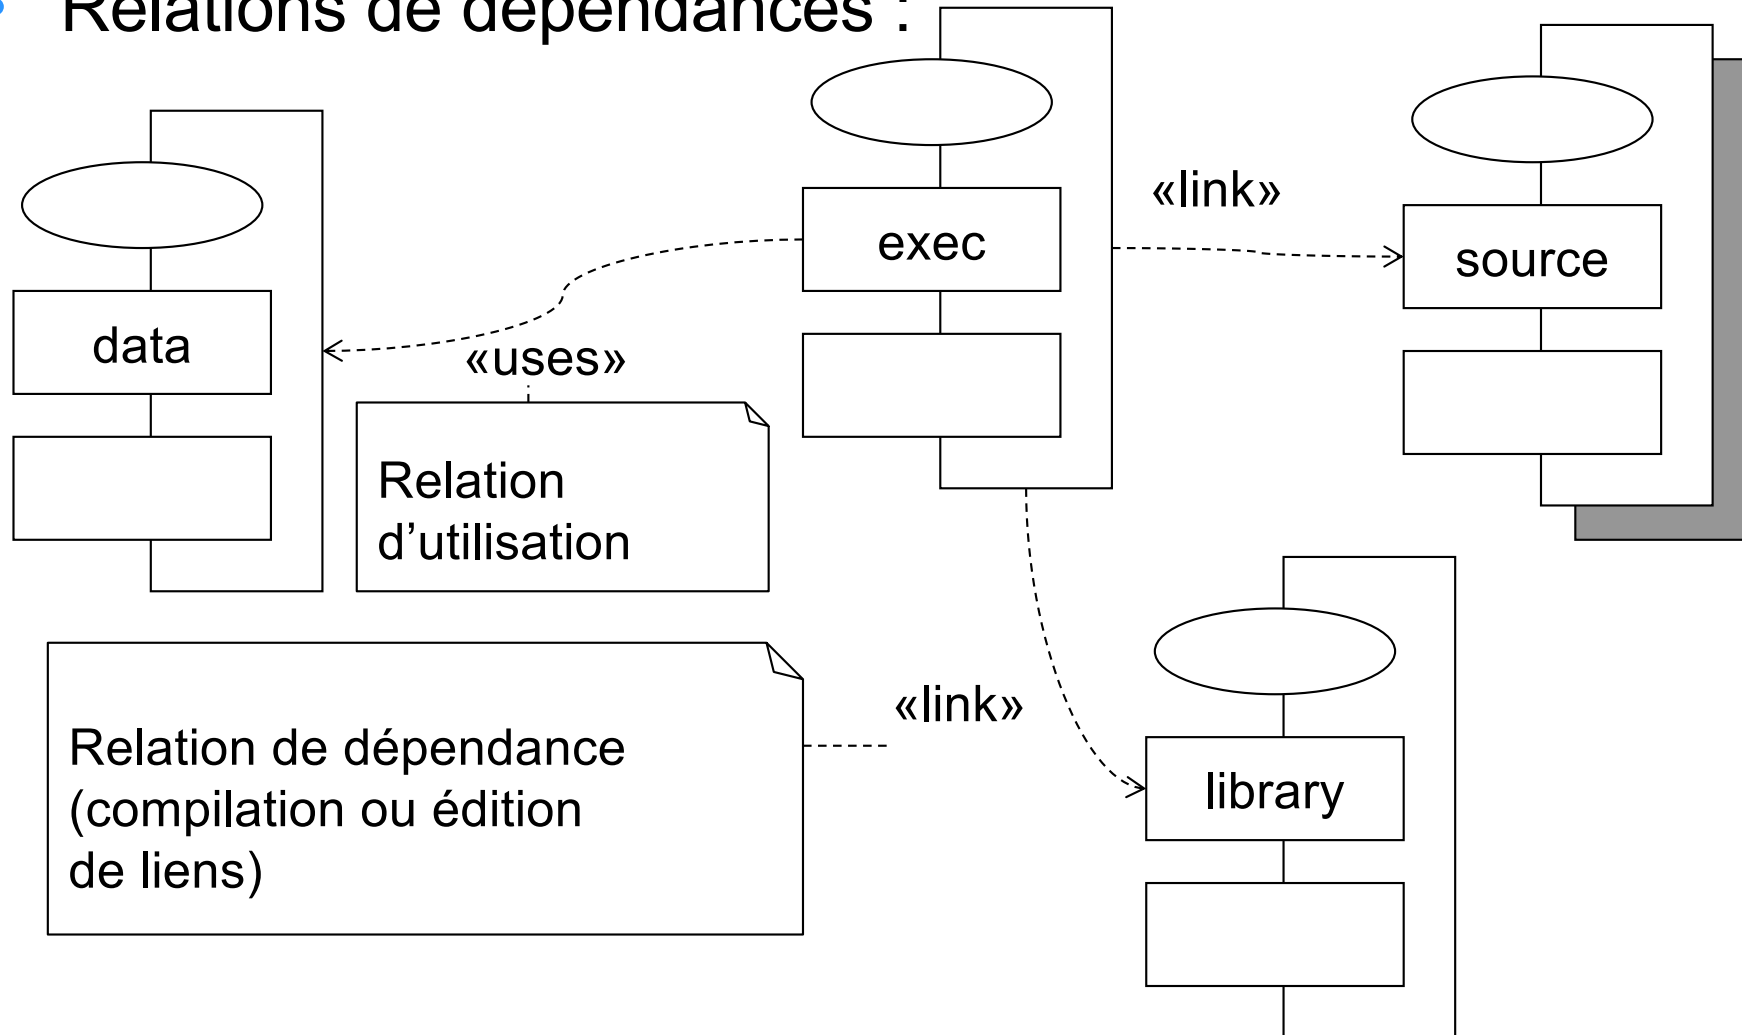 Relations de dépendances :
exec
«link»
source
data
«uses»
Relation
d’utilisation
«link»
Relation de dépendance
(compilation ou édition
de liens)
library